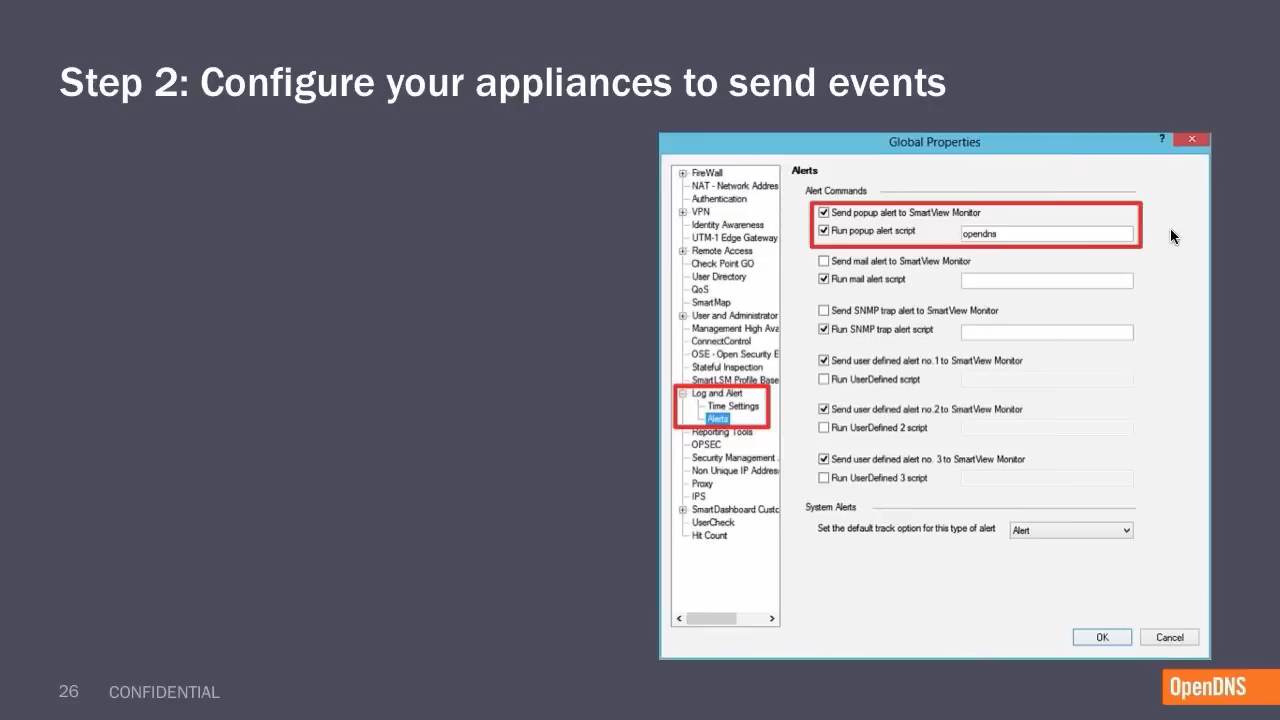 Step 2: Configure your appliances to send events
Global Properties
?
FireWall
NAT - Network Addres
Authentication
VPN
Identity Awareness
UTM-1 Edge Gateway
Remote Access
Check Point GO
User Directory
QoS
SmartMap
User and Administrator
Management High Ava
ConnectControl
OSE - Open Security E
Stateful Inspection
SmartLSM Profile Base
Log and Alert
Time Settings
Alerts
Reporting Tools
OPSEC
Security Management .
Non Unique IP Addres
Proxy
IPS
SmartDashboard Custo
UserCheck
Hit Count
Alerts
Alert Commands
Send popup alert to SmartView Monitor
Run popup alert script opendns
Send mail alert to SmartView Monitor
Run mail alert script
Send SNMP trap alert to SmartView Monitor
Run SNMP trap alert script
Send user defined alert no.1 to SmartView Monitor
Run UserDefined script
Send user defined alert no.2 to SmartView Monitor
Run UserDefined 2 script
Send user defined alert no. 3 to SmartView Monitor
Run UserDefined 3 script
System Alerts
Set the default track option for this type of alert Alert
OK Cancel
26 CONFIDENTIAL
OpenDNS